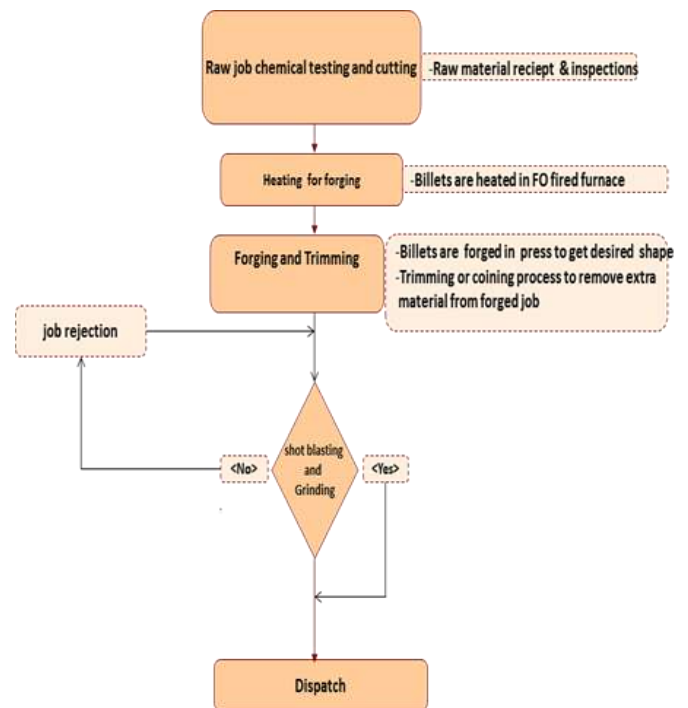 Raw job chemical testing and cutting
-Raw material reciept & inspections
Heating for forging
-Billets are heated in FO fired furnace
Forging and Trimming
-Billets are forged in press to get desired shape
-Trimming or coining process to remove extra
material from forged job
job rejection
shot blasting
and
Grinding
<No>
<Yes>
Dispatch